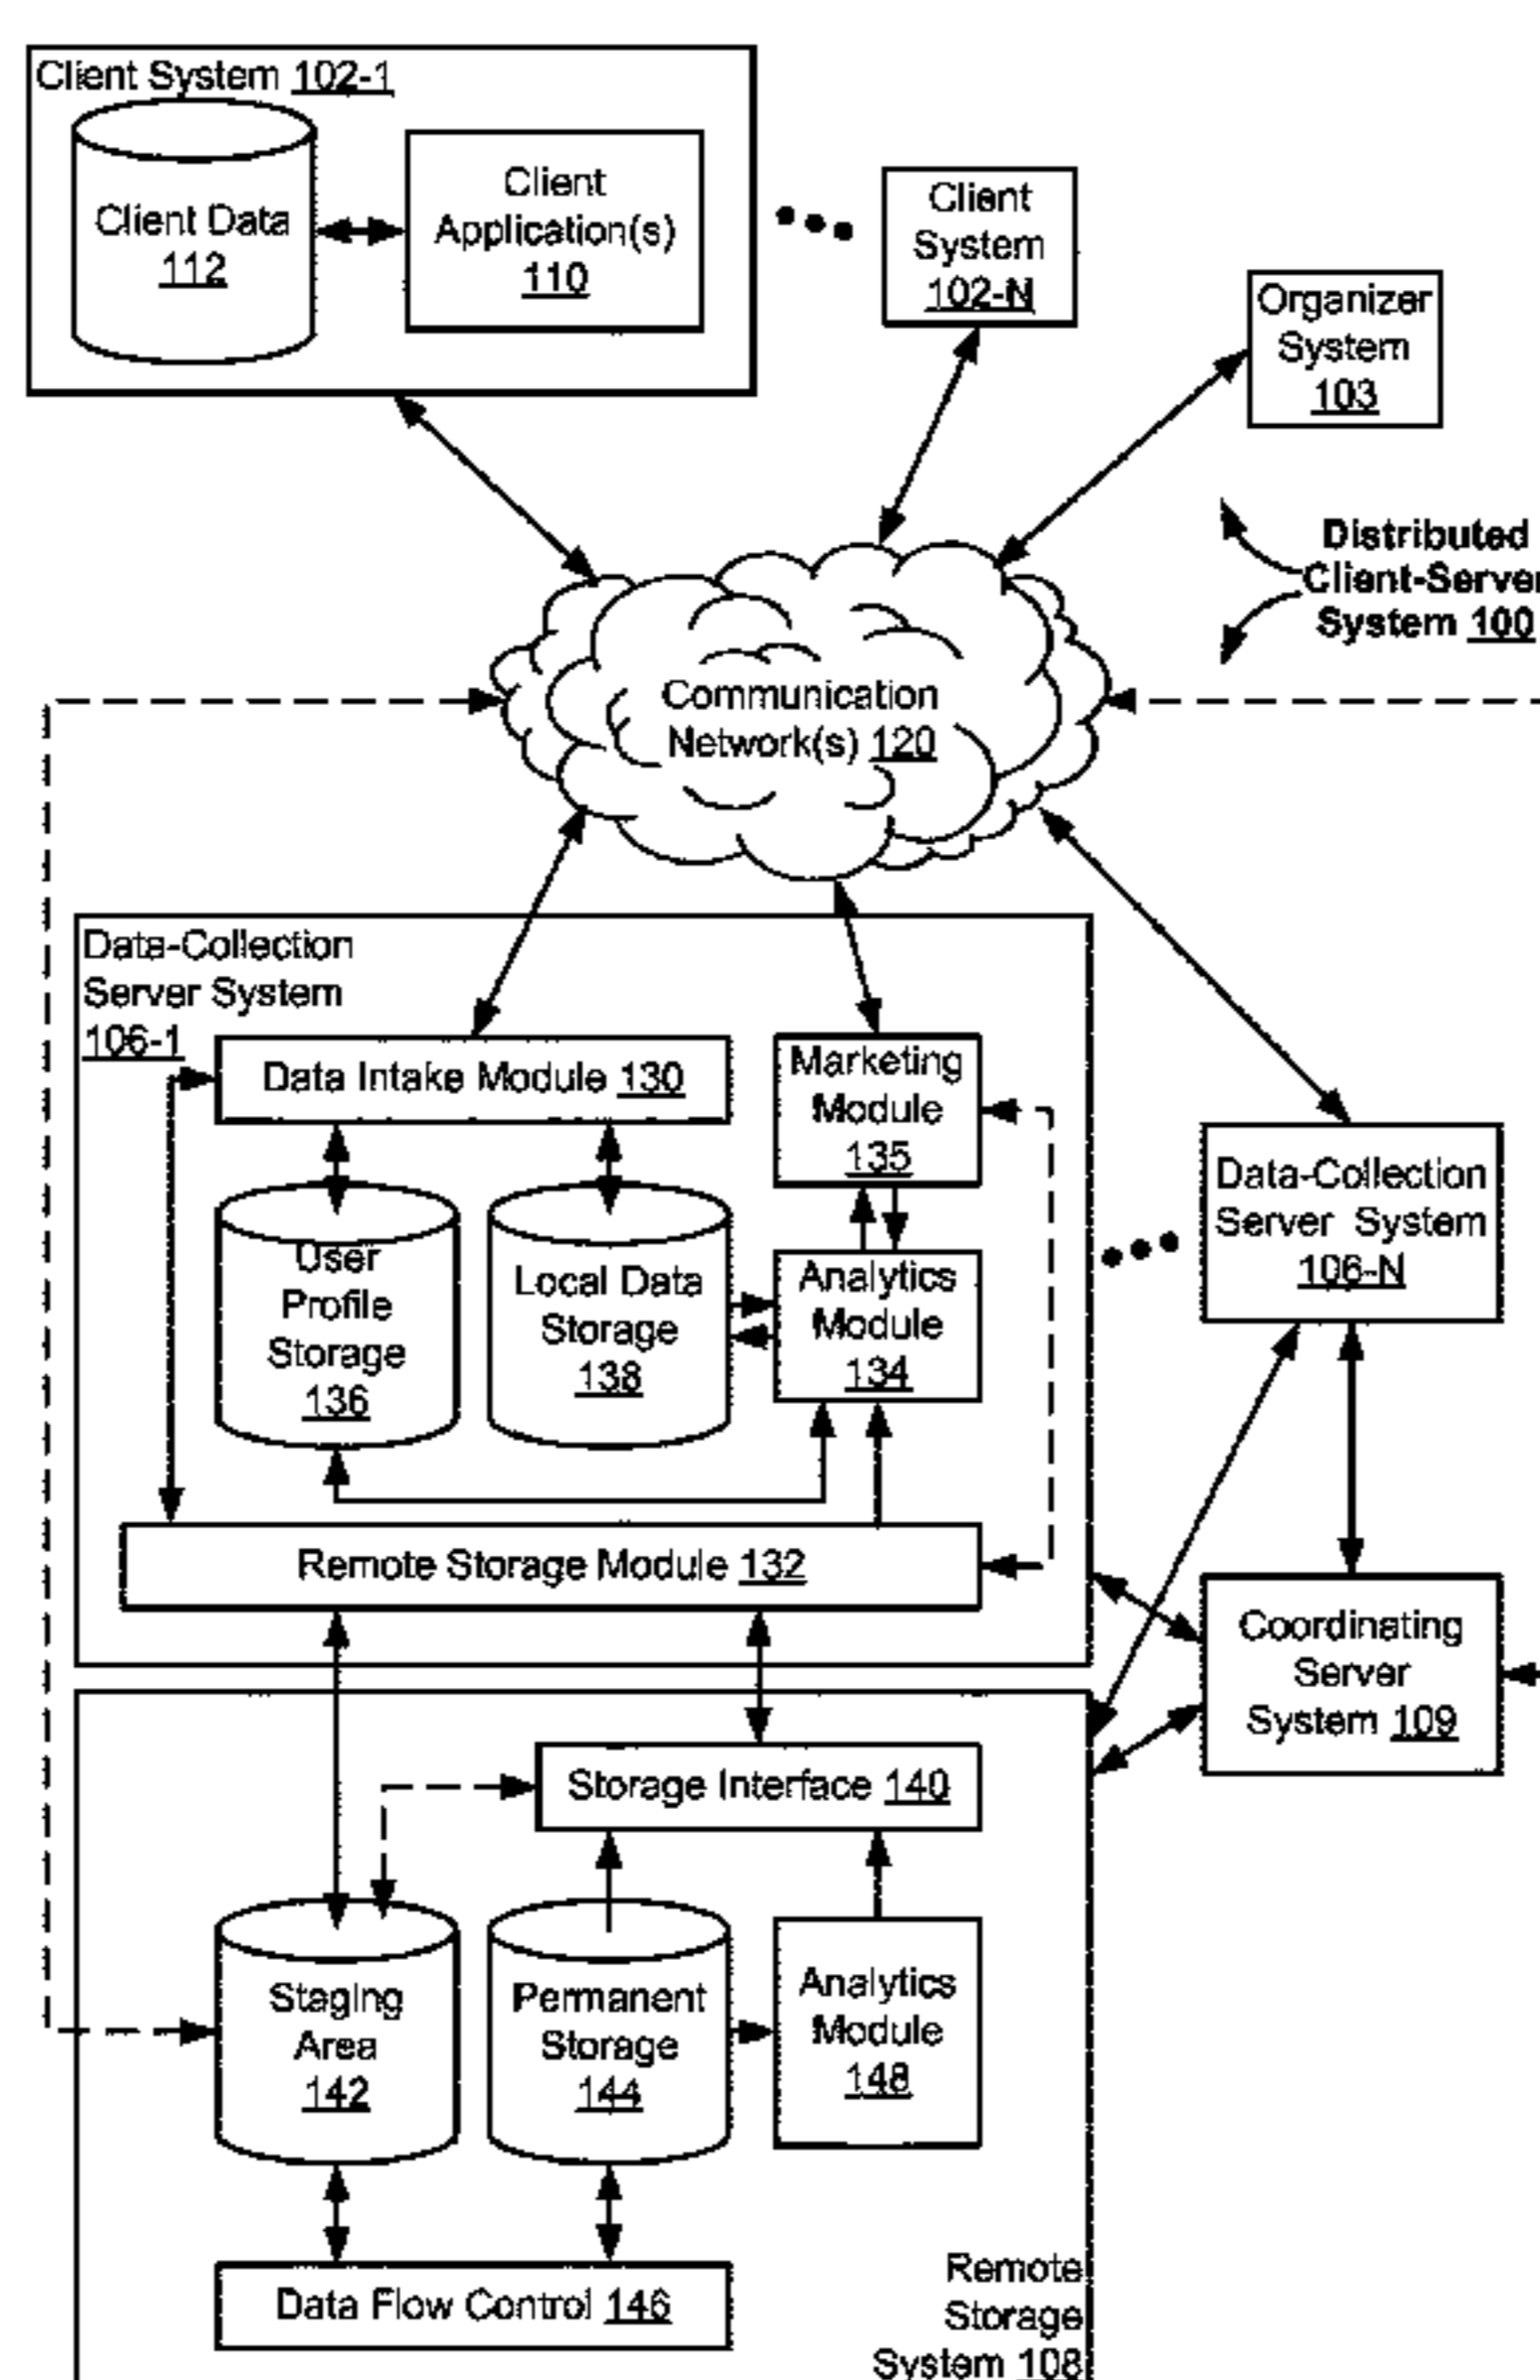 Client System 102-1
Client Data
112
Client
Application(s)
110
Client
System
102-N
Organizer
System
103
Distributed
Client-Server
System 100
Communication
Network(s) 120
Data-Collection
Server System
106-1
Data Intake Module 130
Marketing
Module
135
User
Profile
Storage
136
Local Data
Storage
138
Analytics
Module
134
Data-Collection
Server System
106-N
Remote Storage Module 132
Coordinating
Server
System 109
Storage Interface 140
Staging
Area
142
Permanent
Storage
144
Analytics
Module
148
Data Flow Control 146
Remote
Storage
System 108